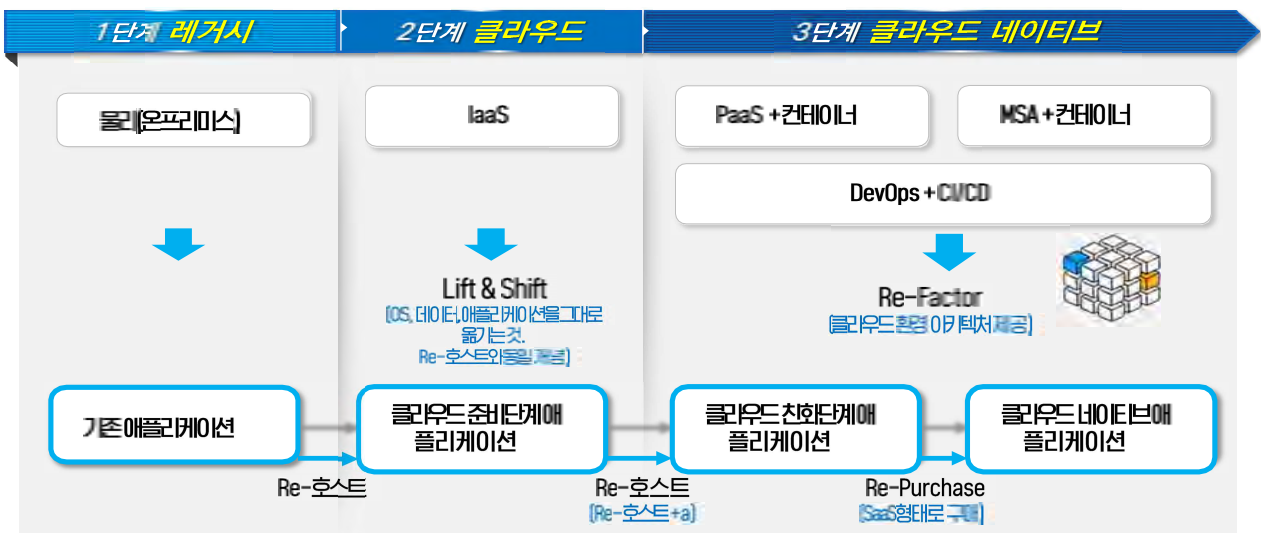 1단계 레거시
2단계 클라우드
3단계 클라우드 네이티브
물리(온프리미스)
IaaS
PaaS +컨테이너
MSA +컨테이너
DevOps +CI/CD
Lift & Shift
(OS, 데이터,애플리케이션을그대로
옮기는것.
Re-호스트와동일개념)
Re-Factor
(클라우드환경 아키텍처 제공)
기존애플리케이션
클라우드 준비단계애
플리케이션
클라우드 친화단계애
플리케이션
클라우드 네이티브애
플리케이션
Re-호스트
Re-호스트
(Re-호스트+a)
Re-Purchase
(SaaS형태로 구매)